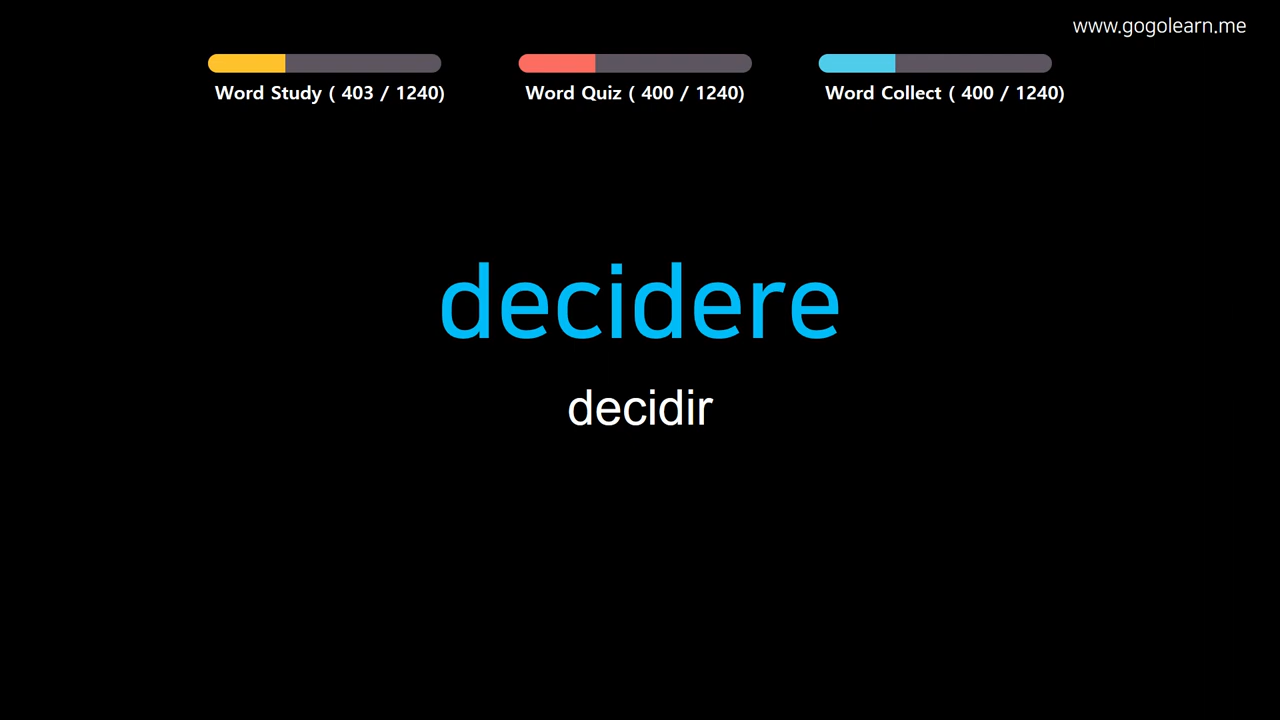 www.gogolearn.me
Word Study ( 403 / 1240)
Word Quiz ( 400 / 1240)
Word Collect ( 400 / 1240)
decidere
decidir